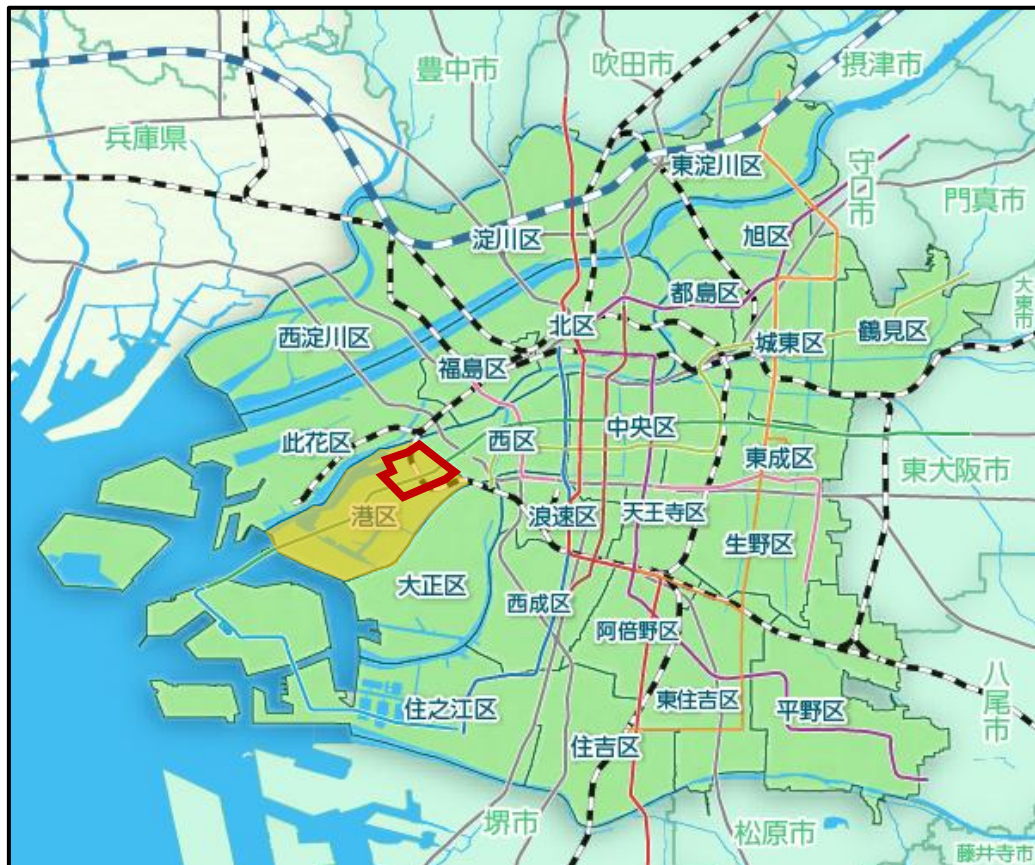 豊中市
吹田市
摂津市
兵庫県
東淀川区
守口市
門真市
淀川区
旭区
都島区
大東市
北区
鶴見区
西淀川区
城東区
福島区
此花区
西区
中央区
東成区
東大阪市
港区
浪速区
天王寺区
生野区
大正区
西成区
阿倍野区
八尾市
東住吉区
住之江区
平野区
住吉区
堺市
松原市
藤井寺市